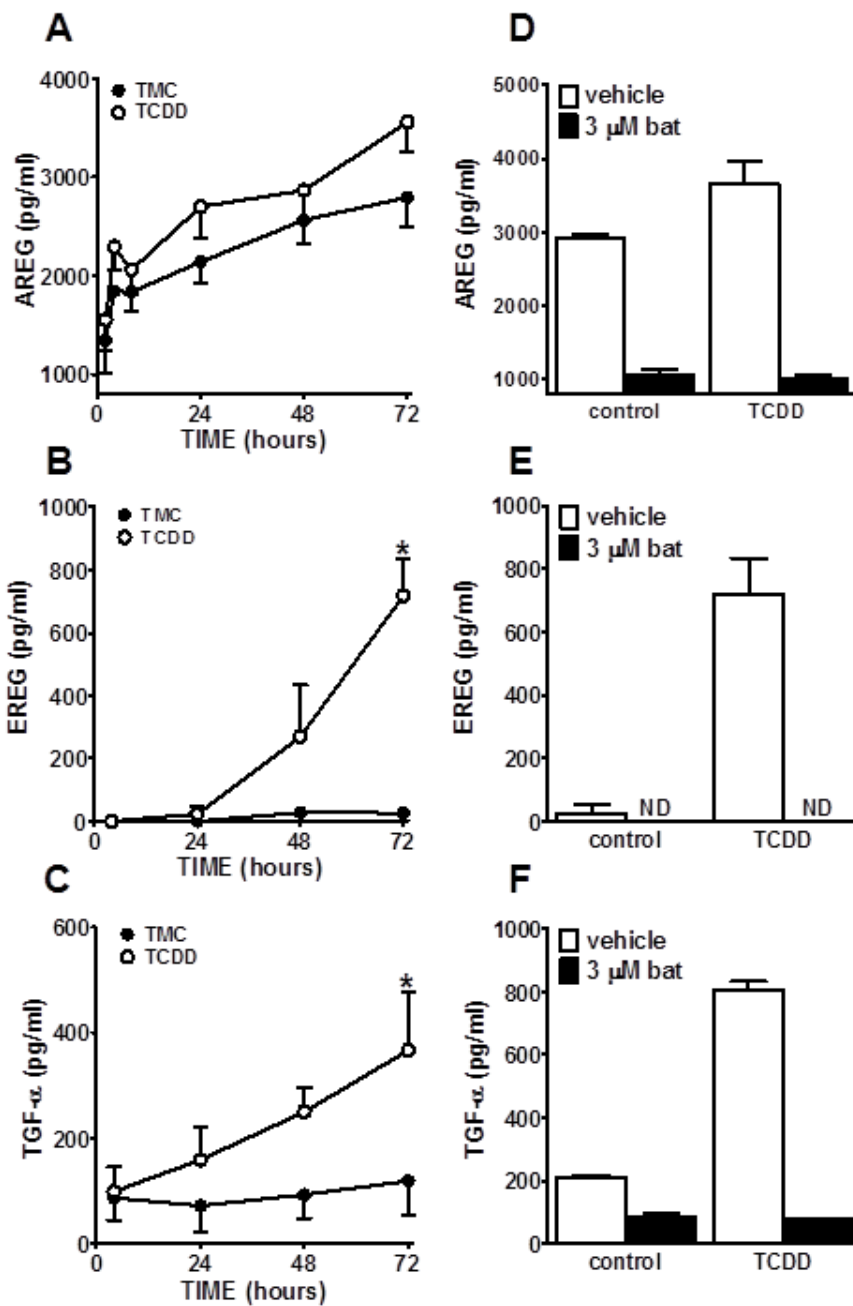 A
TMC
TCDD
AREG (pg/ml)
4000
3000
2000
1000
0 24 48 72
TIME (hours)
D
vehicle
3 μM bat
AREG (pg/ml)
5000
4000
3000
2000
1000
control TCDD
B
TMC
TCDD
*
EREG (pg/ml)
1000
800
600
400
200
0
0 24 48 72
TIME (hours)
E
vehicle
3 μM bat
EREG (pg/ml)
1000
800
600
400
200
0
ND ND
control TCDD
C
TMC
TCDD
*
TGF-α (pg/ml)
600
400
200
0
0 24 48 72
TIME (hours)
F
vehicle
3 μM bat
TGF-α (pg/ml)
1000
800
600
400
200
0
control TCDD